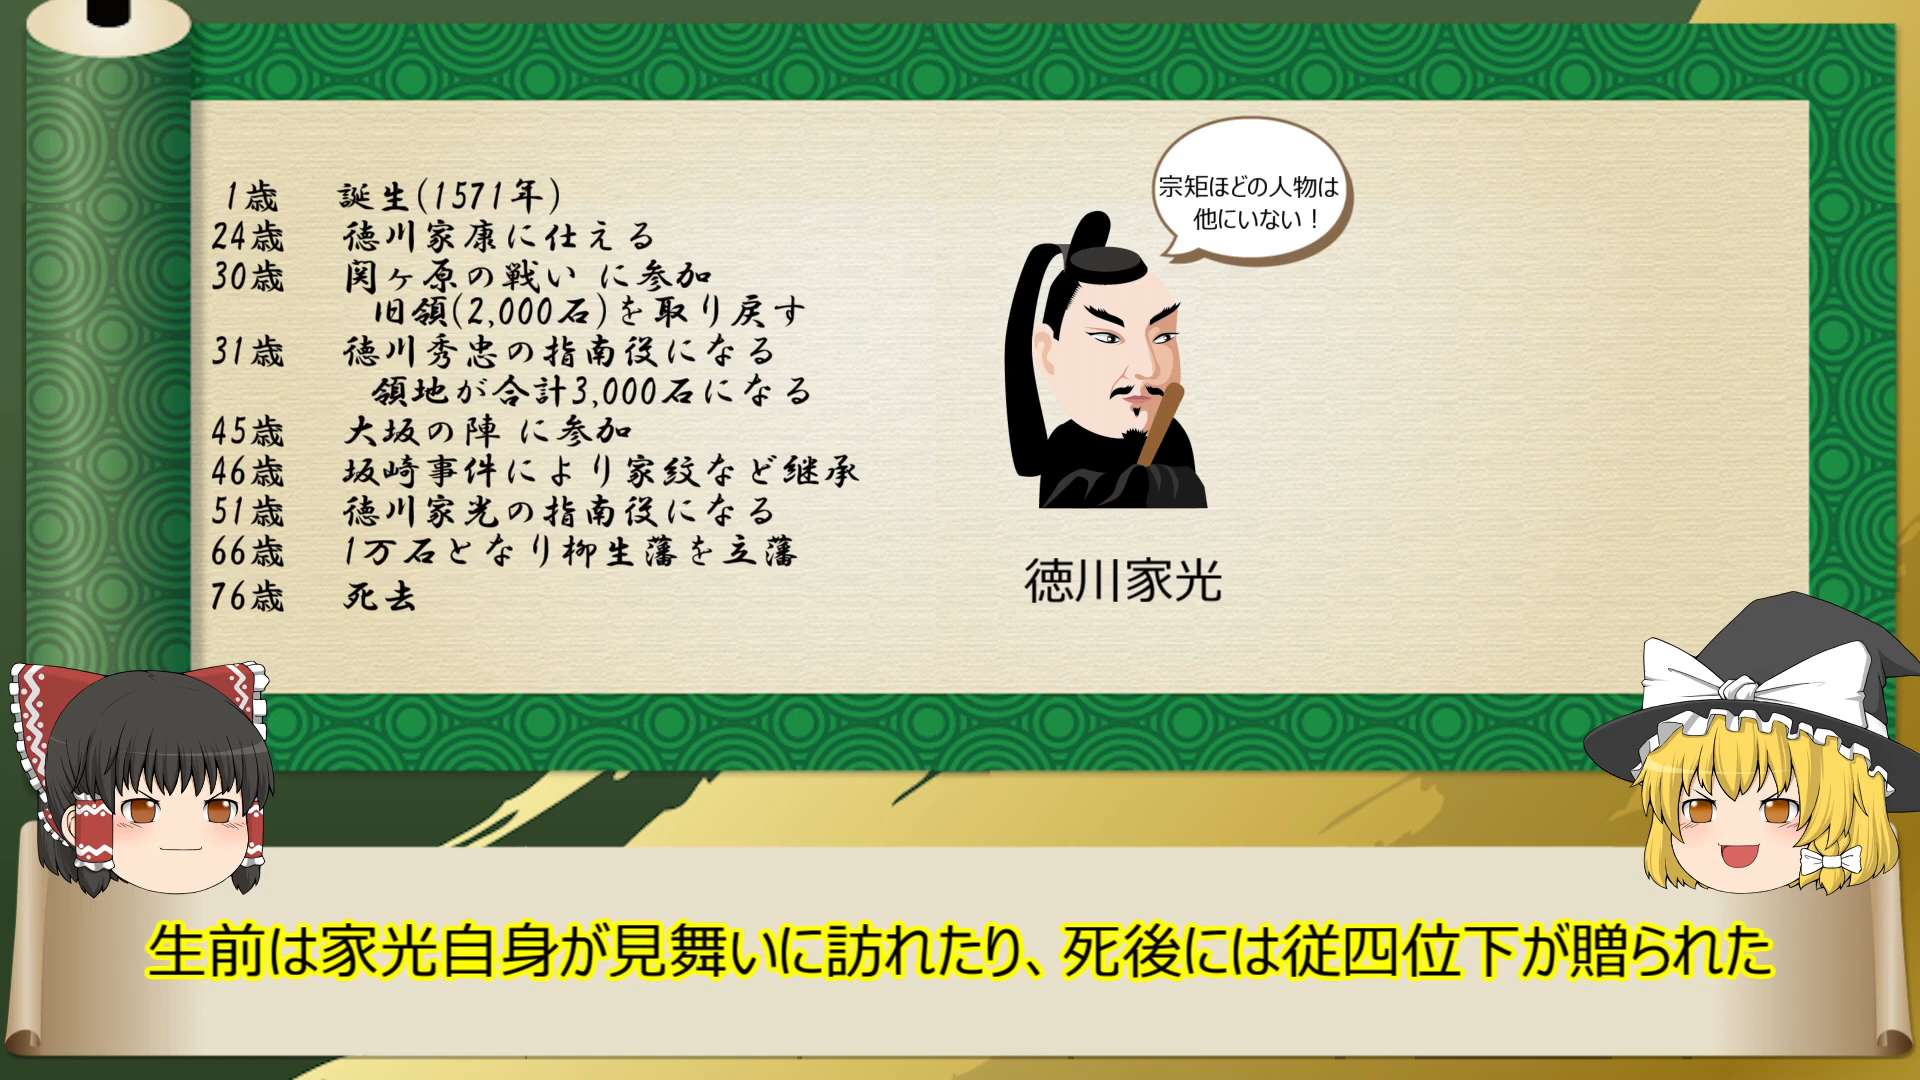 1歳 誕生(1571年)
24歳 徳川家康に仕える
30歳 関ヶ原の戦い に参加
旧領(2,000石)を取り戻す
31歳 徳川秀忠の指南役になる
領地が合計3,000石になる
45歳 大坂の陣 に参加
46歳 坂崎事件により家紋など継承
51歳 徳川家光の指南役になる
66歳 1万石となり柳生藩を立藩
76歳 死去
宗矩ほどの人物は
他にいない！
徳川家光
生前は家光自身が見舞いに訪れたり、死後には従四位下が贈られた